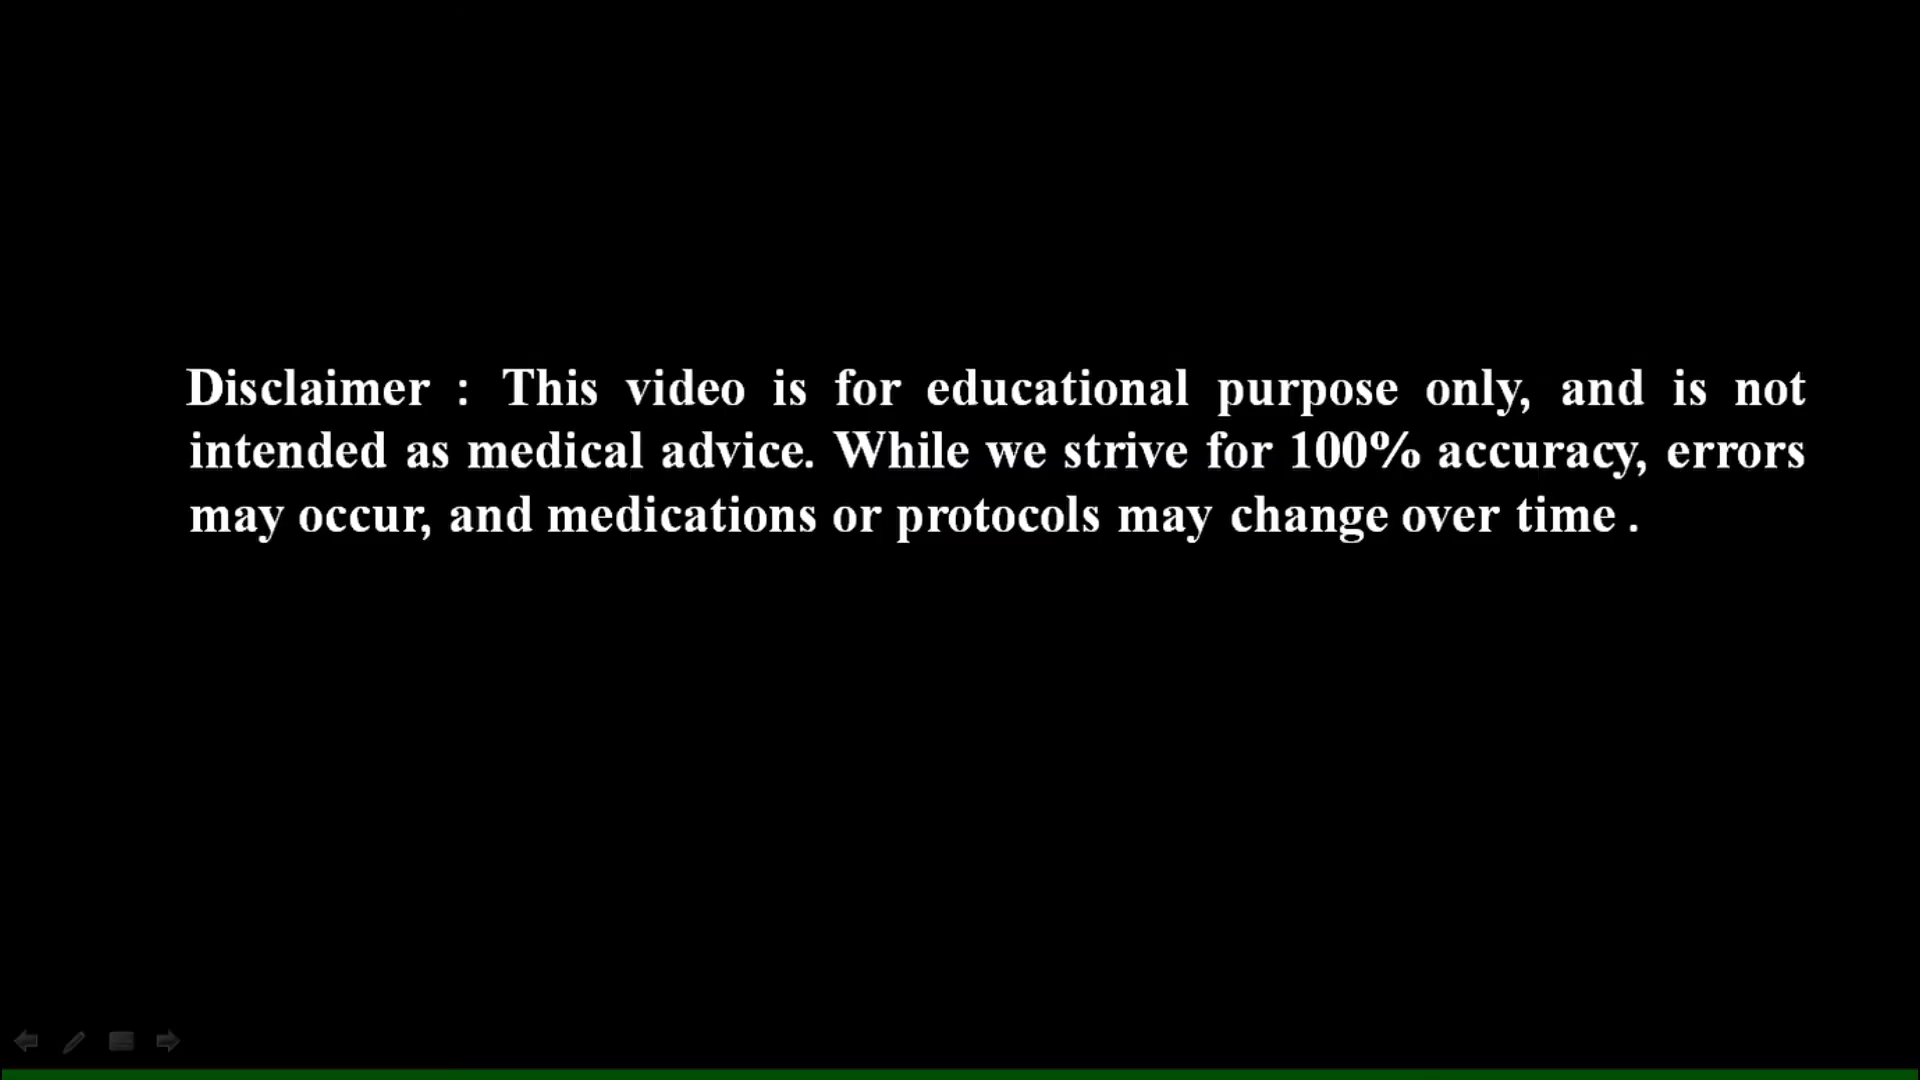 Disclaimer : This video is for educational purpose only, and is not
intended as medical advice. While we strive for 100% accuracy, errors
may occur, and medications or protocols may change over time .